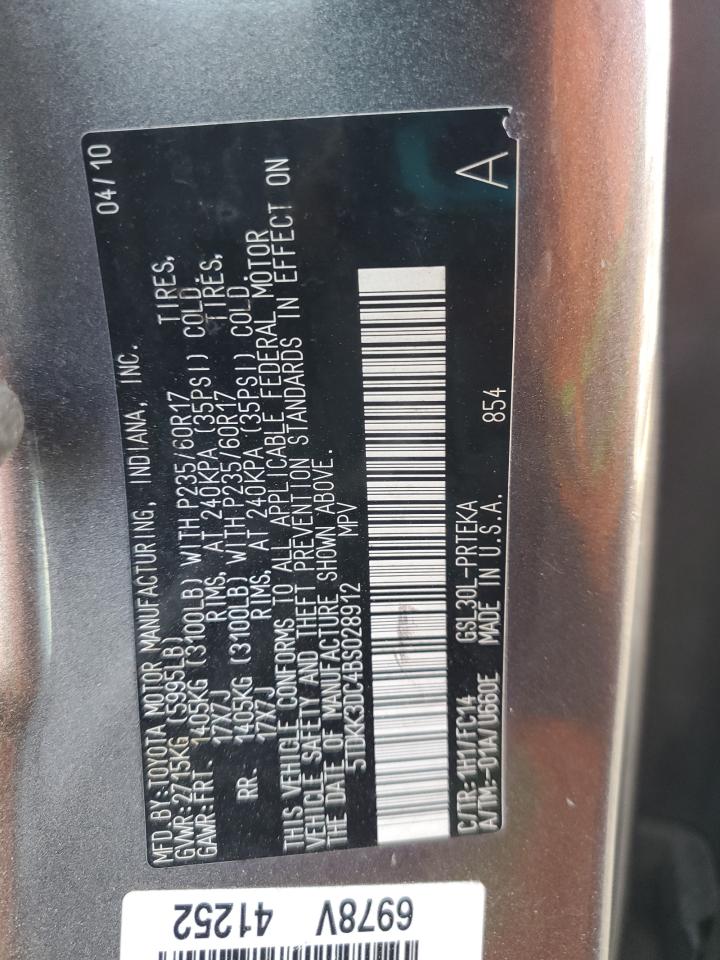 MFD.BY:TOYOTA MOTOR MANUFACTURING, INDIANA, INC. 04/10
GVWR:2715KG (5995LB)
GAWR:FRT. 1405KG (3100LB) WITH P235/60R17 TIRES,
17X7J RIMS, AT 240KPA (35PSI) COLD.
RR. 1405KG (3100LB) WITH P235/60R17 TIRES,
17X7J RIMS, AT 240KPA (35PSI) COLD.
THIS VEHICLE CONFORMS TO ALL APPLICABLE FEDERAL MOTOR
VEHICLE SAFETY AND THEFT PREVENTION STANDARDS IN EFFECT ON
THE DATE OF MANUFACTURE SHOWN ABOVE.
5TDKK3DC4BS028912 MPV
C/TR:1H1/FC14 GSL30L-PRTEKA
A/TM-01A/U660E MADE IN U.S.A. 854 A
6978V 41252